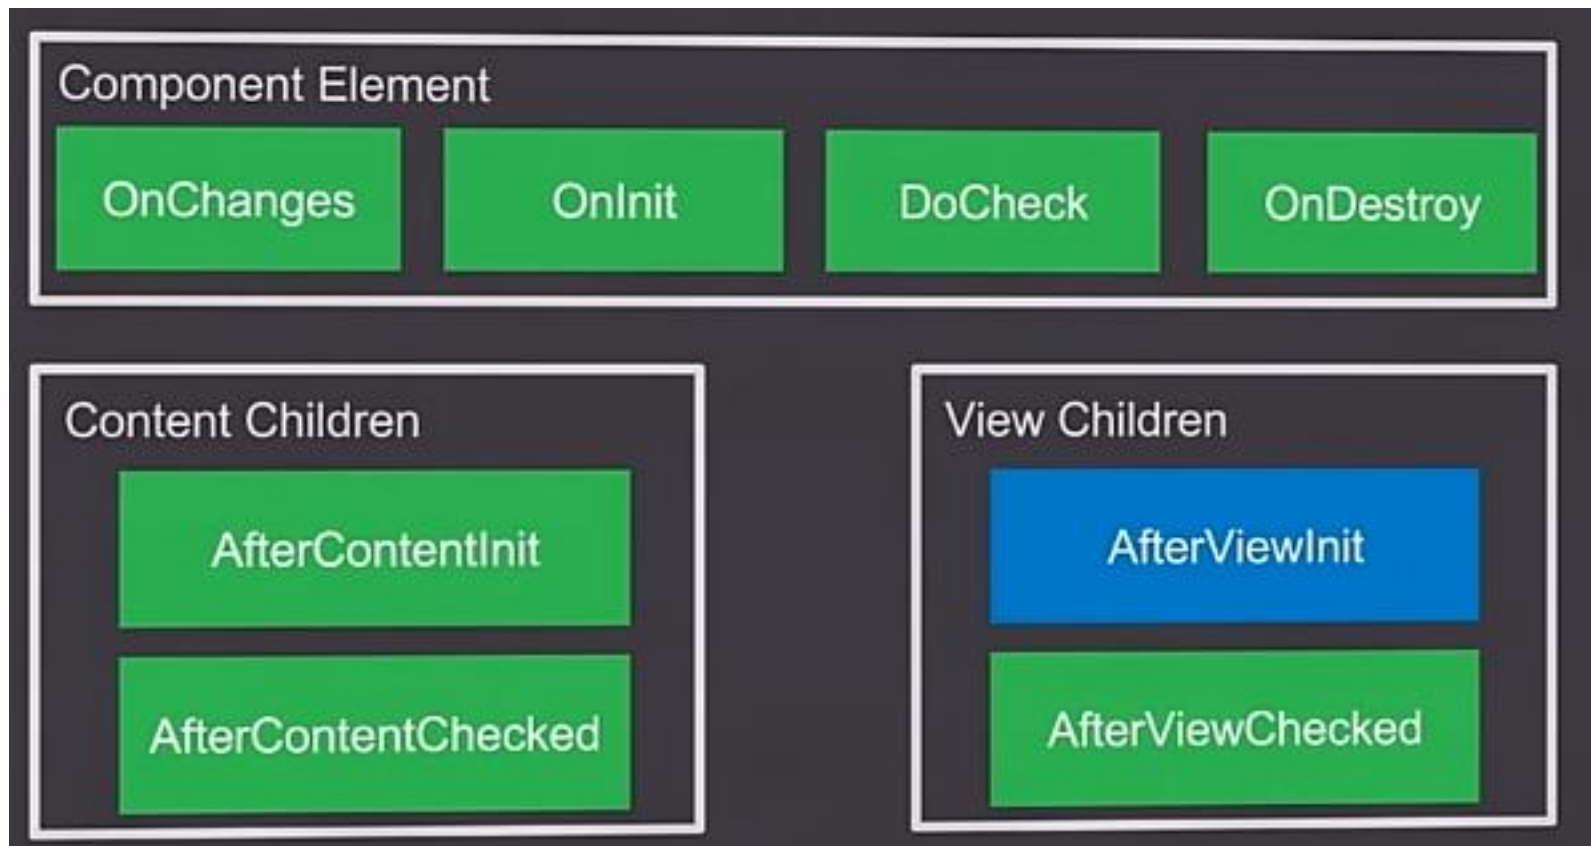 Component Element
OnChanges OnInit DoCheck OnDestroy
Content Children
AfterContentInit
AfterContentChecked
View Children
AfterViewInit
AfterViewChecked